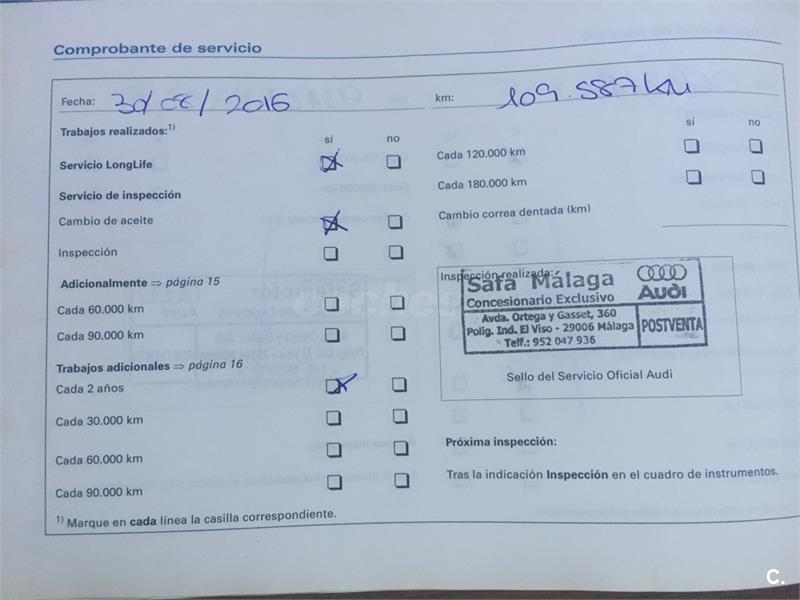 Comprobante de servicio
Fecha: 30/08/2016
km: 109.587 KM
Trabajos realizados:1)
sí no
Servicio LongLife
Servicio de inspección
Cambio de aceite
Inspección
Adicionalmente ⇒ página 15
Cada 60.000 km
Cada 90.000 km
Trabajos adicionales ⇒ página 16
Cada 2 años
Cada 30.000 km
Cada 60.000 km
Cada 90.000 km
1) Marque en cada línea la casilla correspondiente.
sí no
Cada 120.000 km
Cada 180.000 km
Cambio correa dentada (km)
Inspección realizada:
Safa Málaga
Concesionario Exclusivo
Audi
Avda. Ortega y Gasset, 360
Polig. Ind. El Viso - 29006 Málaga
Telf.: 952 047 936
POSTVENTA
Sello del Servicio Oficial Audi
Próxima inspección:
Tras la indicación Inspección en el cuadro de instrumentos.
C.